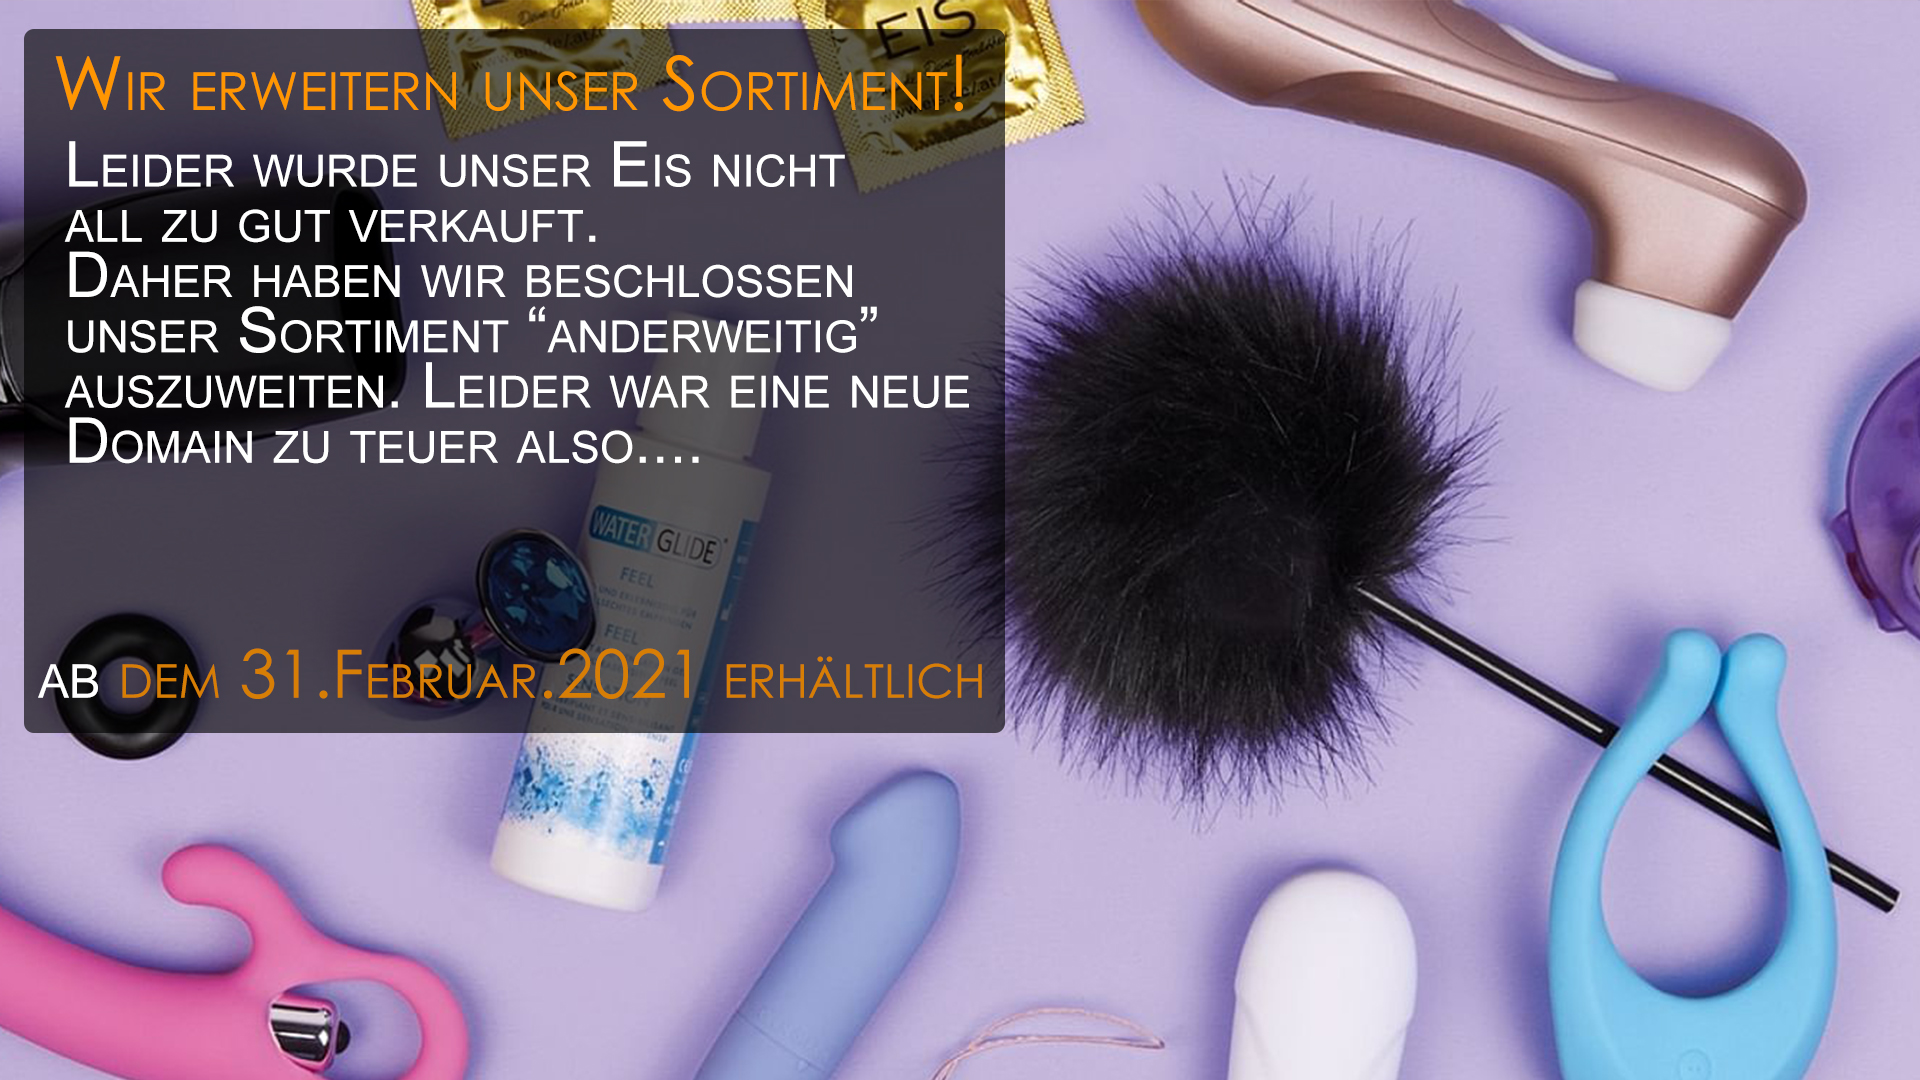 EIS
Wir erweitern unser Sortiment!
Leider wurde unser Eis nicht
all zu gut verkauft.
Daher haben wir beschlossen
unser Sortiment “anderweitig”
auszuweiten. Leider war eine neue
Domain zu teuer also....
WATER GLIDE
FEEL
FEEL
ab dem 31.Februar.2021 erhältlich